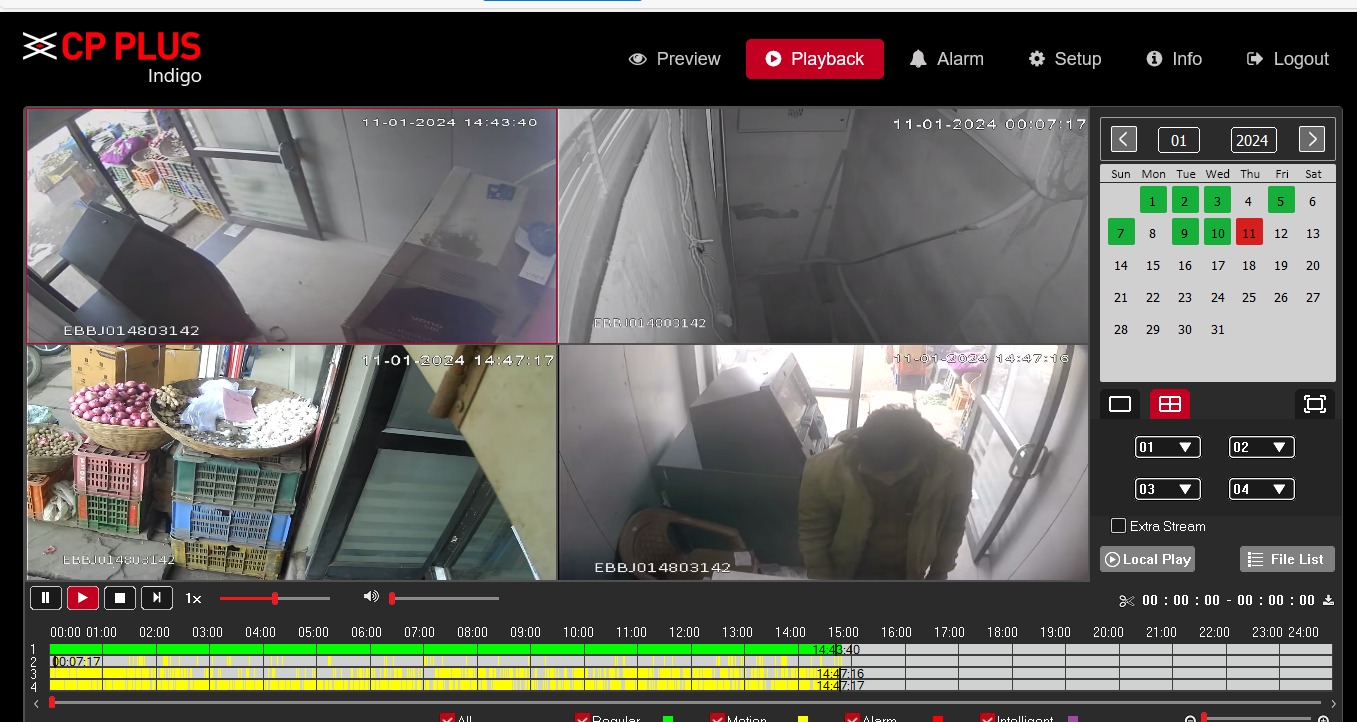 CP PLUS
Indigo
Preview
Playback
Alarm
Setup
Info
Logout
11-01-2024 14:43:40
EBBJ014803142
11-01-2024 00:07:17
EBBJ014803142
11-01-2024 14:47:17
EBBJ014803142
11-01-2024 14:47:16
EBBJ014803142
01 2024
Sun Mon Tue Wed Thu Fri Sat
1 2 3 4 5 6
7 8 9 10 11 12 13
14 15 16 17 18 19 20
21 22 23 24 25 26 27
28 29 30 31
01 02
03 04
Extra Stream
Local Play File List
1x
00 : 00 : 00 - 00 : 00 : 00
00:00 01:00 02:00 03:00 04:00 05:00 06:00 07:00 08:00 09:00 10:00 11:00 12:00 13:00 14:00 15:00 16:00 17:00 18:00 19:00 20:00 21:00 22:00 23:00 24:00
1 14:43:40
2 00:07:17
3 14:47:16
4 14:47:17
All Regular Motion Alarm Intelligent